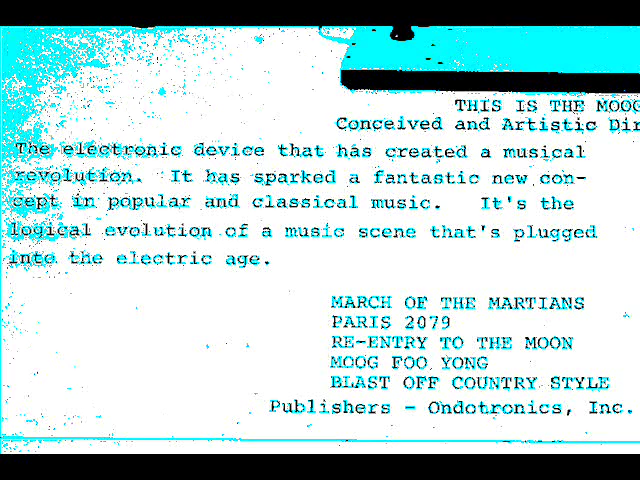 THIS IS THE MOOG
Conceived and Artistic Dir
The electronic device that has created a musical
revolution. It has sparked a fantastic new con-
cept in popular and classical music. It's the
logical evolution of a music scene that's plugged
into the electric age.
MARCH OF THE MARTIANS
PARIS 2079
RE-ENTRY TO THE MOON
MOOG FOO YONG
BLAST OFF COUNTRY STYLE
Publishers - Ondotronics, Inc.